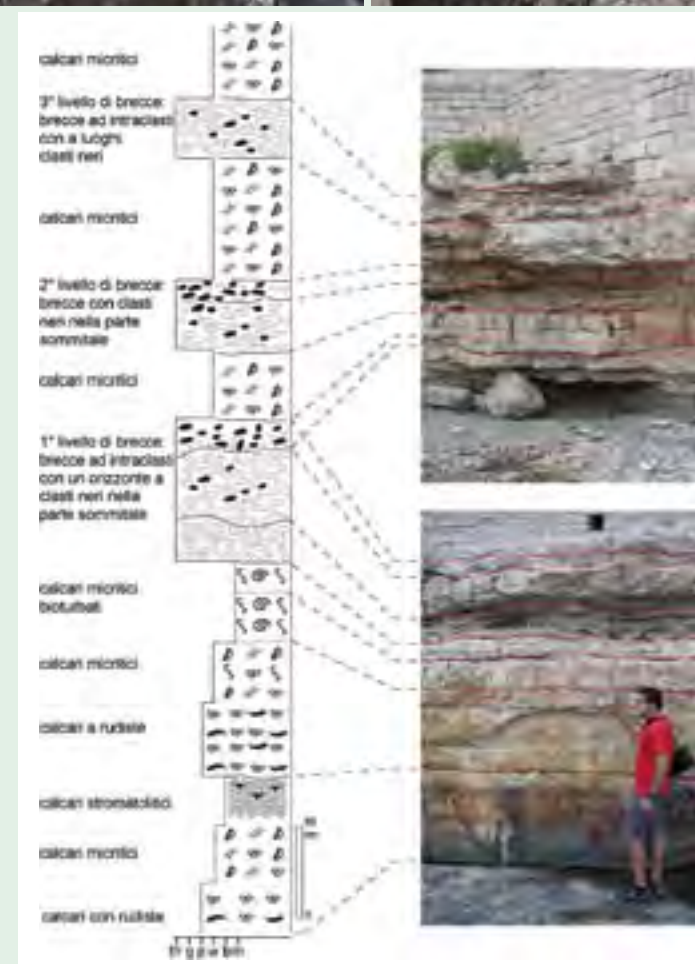 calcari micritici
3° livello di brecce:
brecce ad intraclasti
con a luoghi
clasti neri
calcari micritici
2° livello di brecce:
brecce con clasti
neri nella parte
sommitale
calcari micritici
1° livello di brecce:
brecce ad intraclasti
con un orizzonte a
clasti neri nella
parte sommitale
calcari micritici
bioturbati
calcari micritici
calcari a rudiste
calcari stromatolitici
calcari micritici
calcari con rudiste